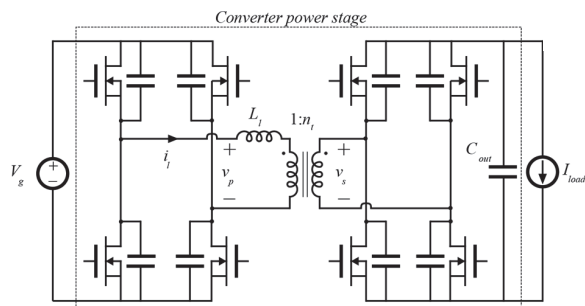 Converter power stage
L_l
1:n_t
i_l
+
v_p
−
+
v_s
−
V_g
+
−
C_out
I_load